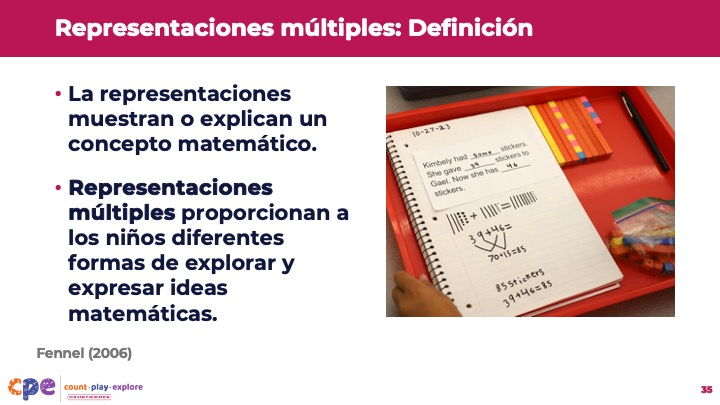 Representaciones múltiples: Definición
• La representaciones
muestran o explican un
concepto matemático.
• Representaciones
múltiples proporcionan a
los niños diferentes
formas de explorar y
expresar ideas
matemáticas.
10-27-23
Kimbely had some stickers.
She gave 39 stickers to
Gael. Now she has 46
stickers.
39+46=
70+15=85
85 stickers
39+46=85
Fennel (2006)
cpe count·play·explore
35